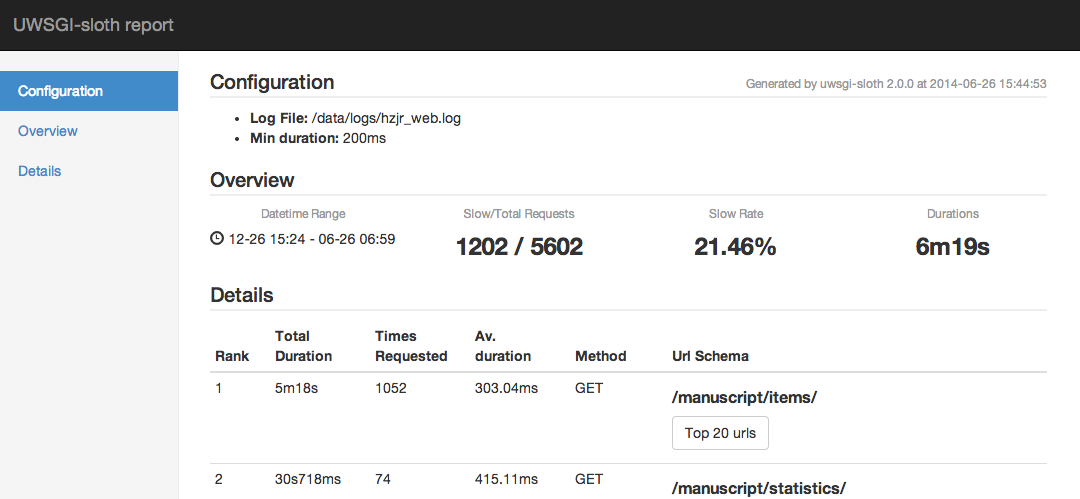 UWSGI-sloth report
Configuration
Overview
Details
Configuration
Generated by uwsgi-sloth 2.0.0 at 2014-06-26 15:44:53
Log File: /data/logs/hzjr_web.log
Min duration: 200ms
Overview
Datetime Range Slow/Total Requests Slow Rate Durations
12-26 15:24 - 06-26 06:59 1202 / 5602 21.46% 6m19s
Details
Total Times Av.
Rank Duration Requested duration Method Url Schema
1 5m18s 1052 303.04ms GET /manuscript/items/
Top 20 urls
2 30s718ms 74 415.11ms GET /manuscript/statistics/